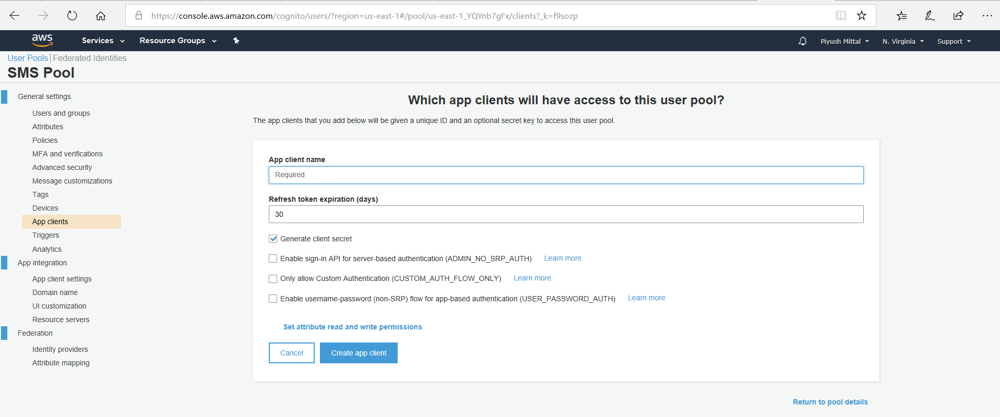 https://console.aws.amazon.com/cognito/users/?region=us-east-1#/pool/us-east-1_YQYnb7gFx/clients?_k=f9sozp
aws Services Resource Groups Piyush Mittal N. Virginia Support
User Pools Federated Identities
SMS Pool
General settings
Users and groups
Attributes
Policies
MFA and verifications
Advanced security
Message customizations
Tags
Devices
App clients
Triggers
Analytics
App integration
App client settings
Domain name
UI customization
Resource servers
Federation
Identity providers
Attribute mapping
Which app clients will have access to this user pool?
The app clients that you add below will be given a unique ID and an optional secret key to access this user pool.
App client name
Required
Refresh token expiration (days)
30
Generate client secret
Enable sign-in API for server-based authentication (ADMIN_NO_SRP_AUTH) Learn more.
Only allow Custom Authentication (CUSTOM_AUTH_FLOW_ONLY) Learn more.
Enable username-password (non-SRP) flow for app-based authentication (USER_PASSWORD_AUTH) Learn more.
Set attribute read and write permissions
Cancel Create app client
Return to pool details